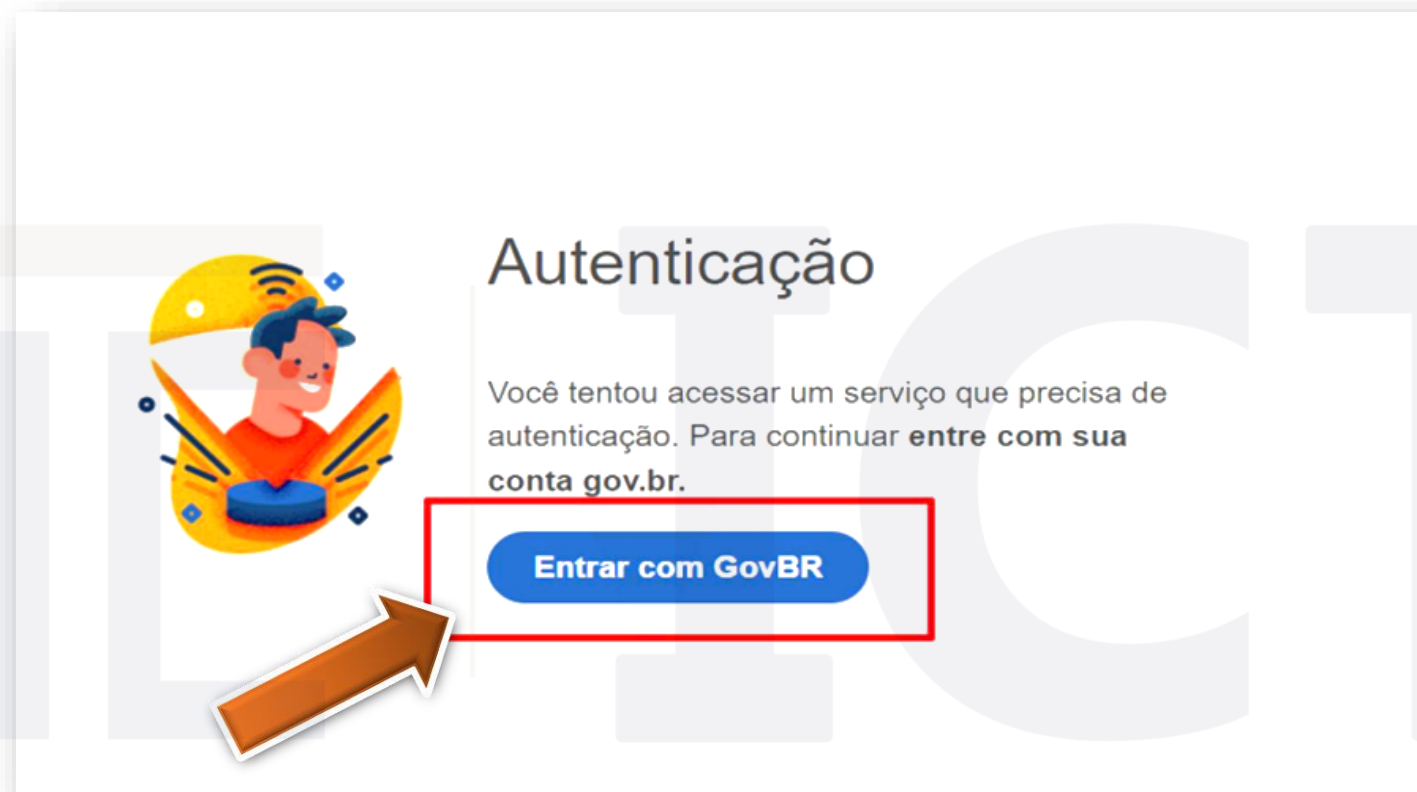 Autenticação
Você tentou acessar um serviço que precisa de
autenticação. Para continuar entre com sua
conta gov.br.
Entrar com GovBR